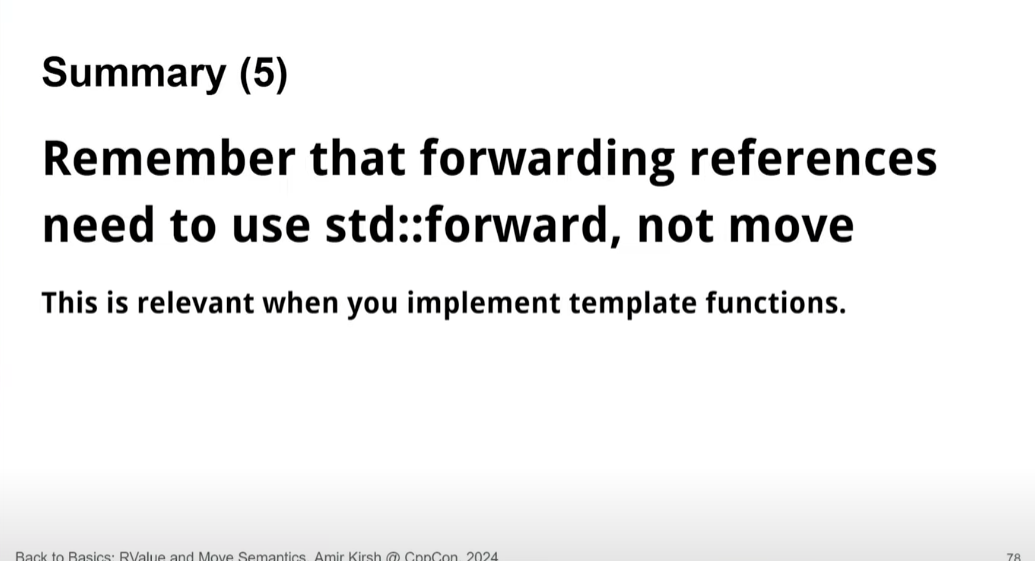 Summary (5)
Remember that forwarding references
need to use std::forward, not move
This is relevant when you implement template functions.
Back to Basics: RValue and Move Semantics, Amir Kirsh @ CppCon, 2024
78